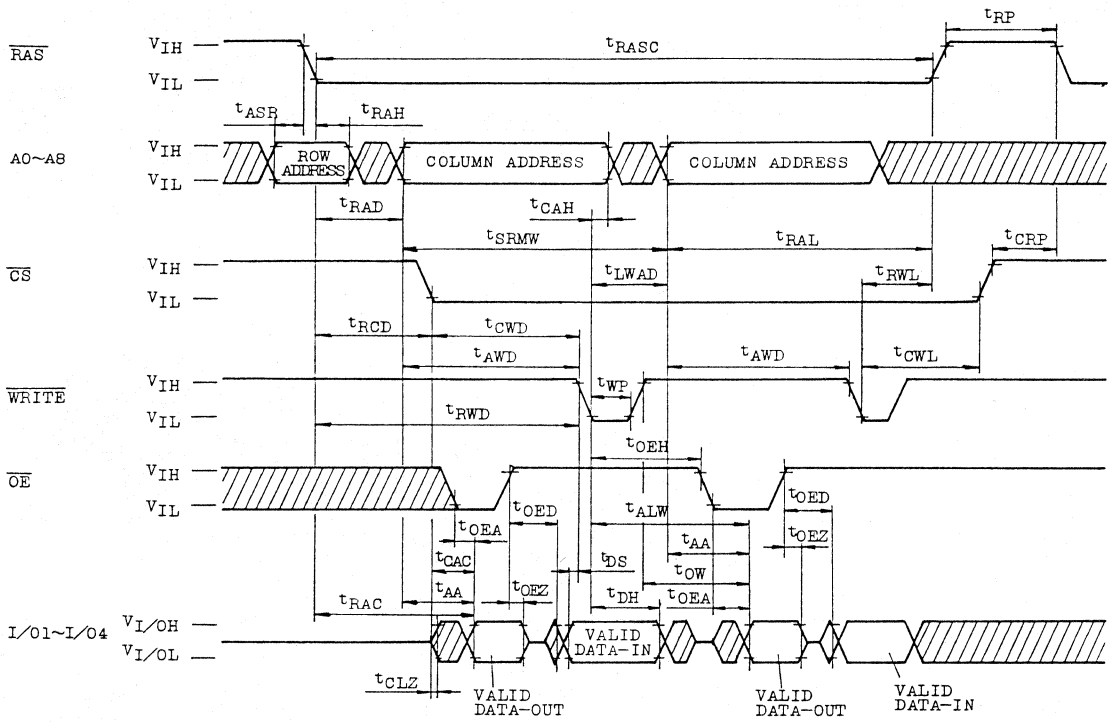 tRP
RAS
VIH
VIL
tRASC
tASR
tRAH
A0~A8
VIH
VIL
ROW
ADDRESS
COLUMN ADDRESS
COLUMN ADDRESS
tRAD
tCAH
tSRMW
tRAL
tCRP
CS
VIH
VIL
tLWAD
tRWL
tRCD
tCWD
tAWD
tAWD
tCWL
WRITE
VIH
VIL
tWP
tRWD
tOEH
OE
VIH
VIL
tOEA
tOED
tALW
tOED
tCAC
tDS
tAA
tOEZ
tAA
tOEZ
tOW
tRAC
tDH
tOEA
I/O1~I/O4
VI/OH
VI/OL
VALID
DATA-IN
tCLZ
VALID
DATA-OUT
VALID
DATA-OUT
VALID
DATA-IN